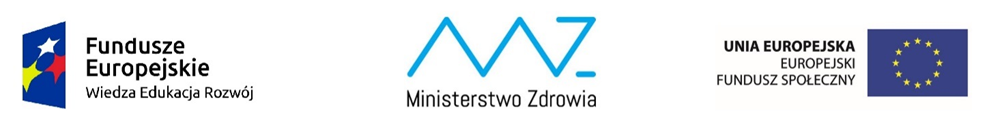 Fundusze
Europejskie
Wiedza Edukacja Rozwój
Ministerstwo Zdrowia
UNIA EUROPEJSKA
EUROPEJSKI
FUNDUSZ SPOŁECZNY